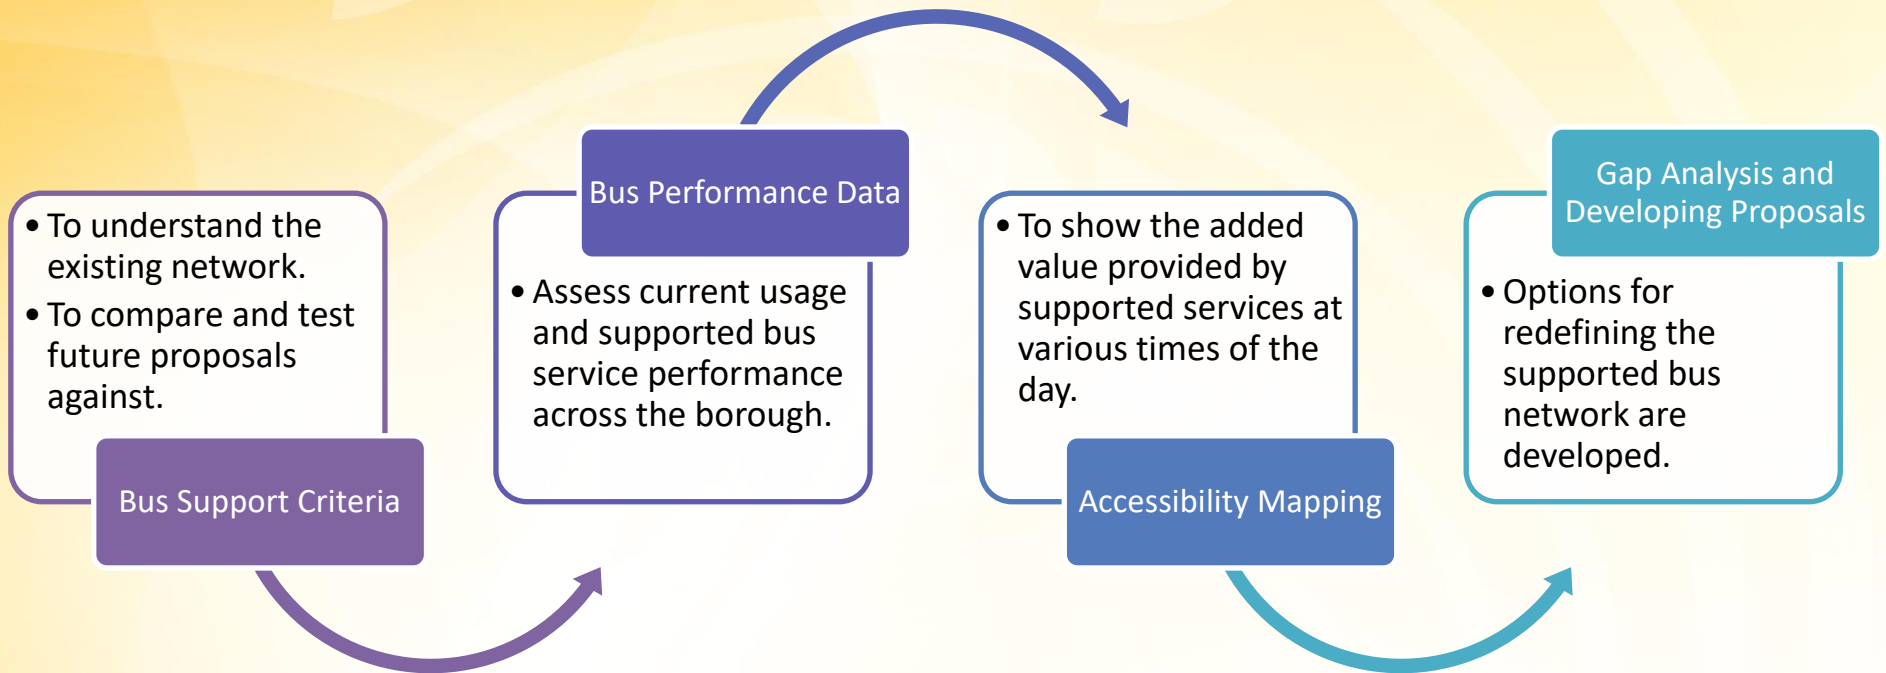 • To understand the
existing network.
• To compare and test
future proposals
against.
Bus Support Criteria
Bus Performance Data
• Assess current usage
and supported bus
service performance
across the borough.
• To show the added
value provided by
supported services at
various times of the
day.
Accessibility Mapping
Gap Analysis and
Developing Proposals
• Options for
redefining the
supported bus
network are
developed.